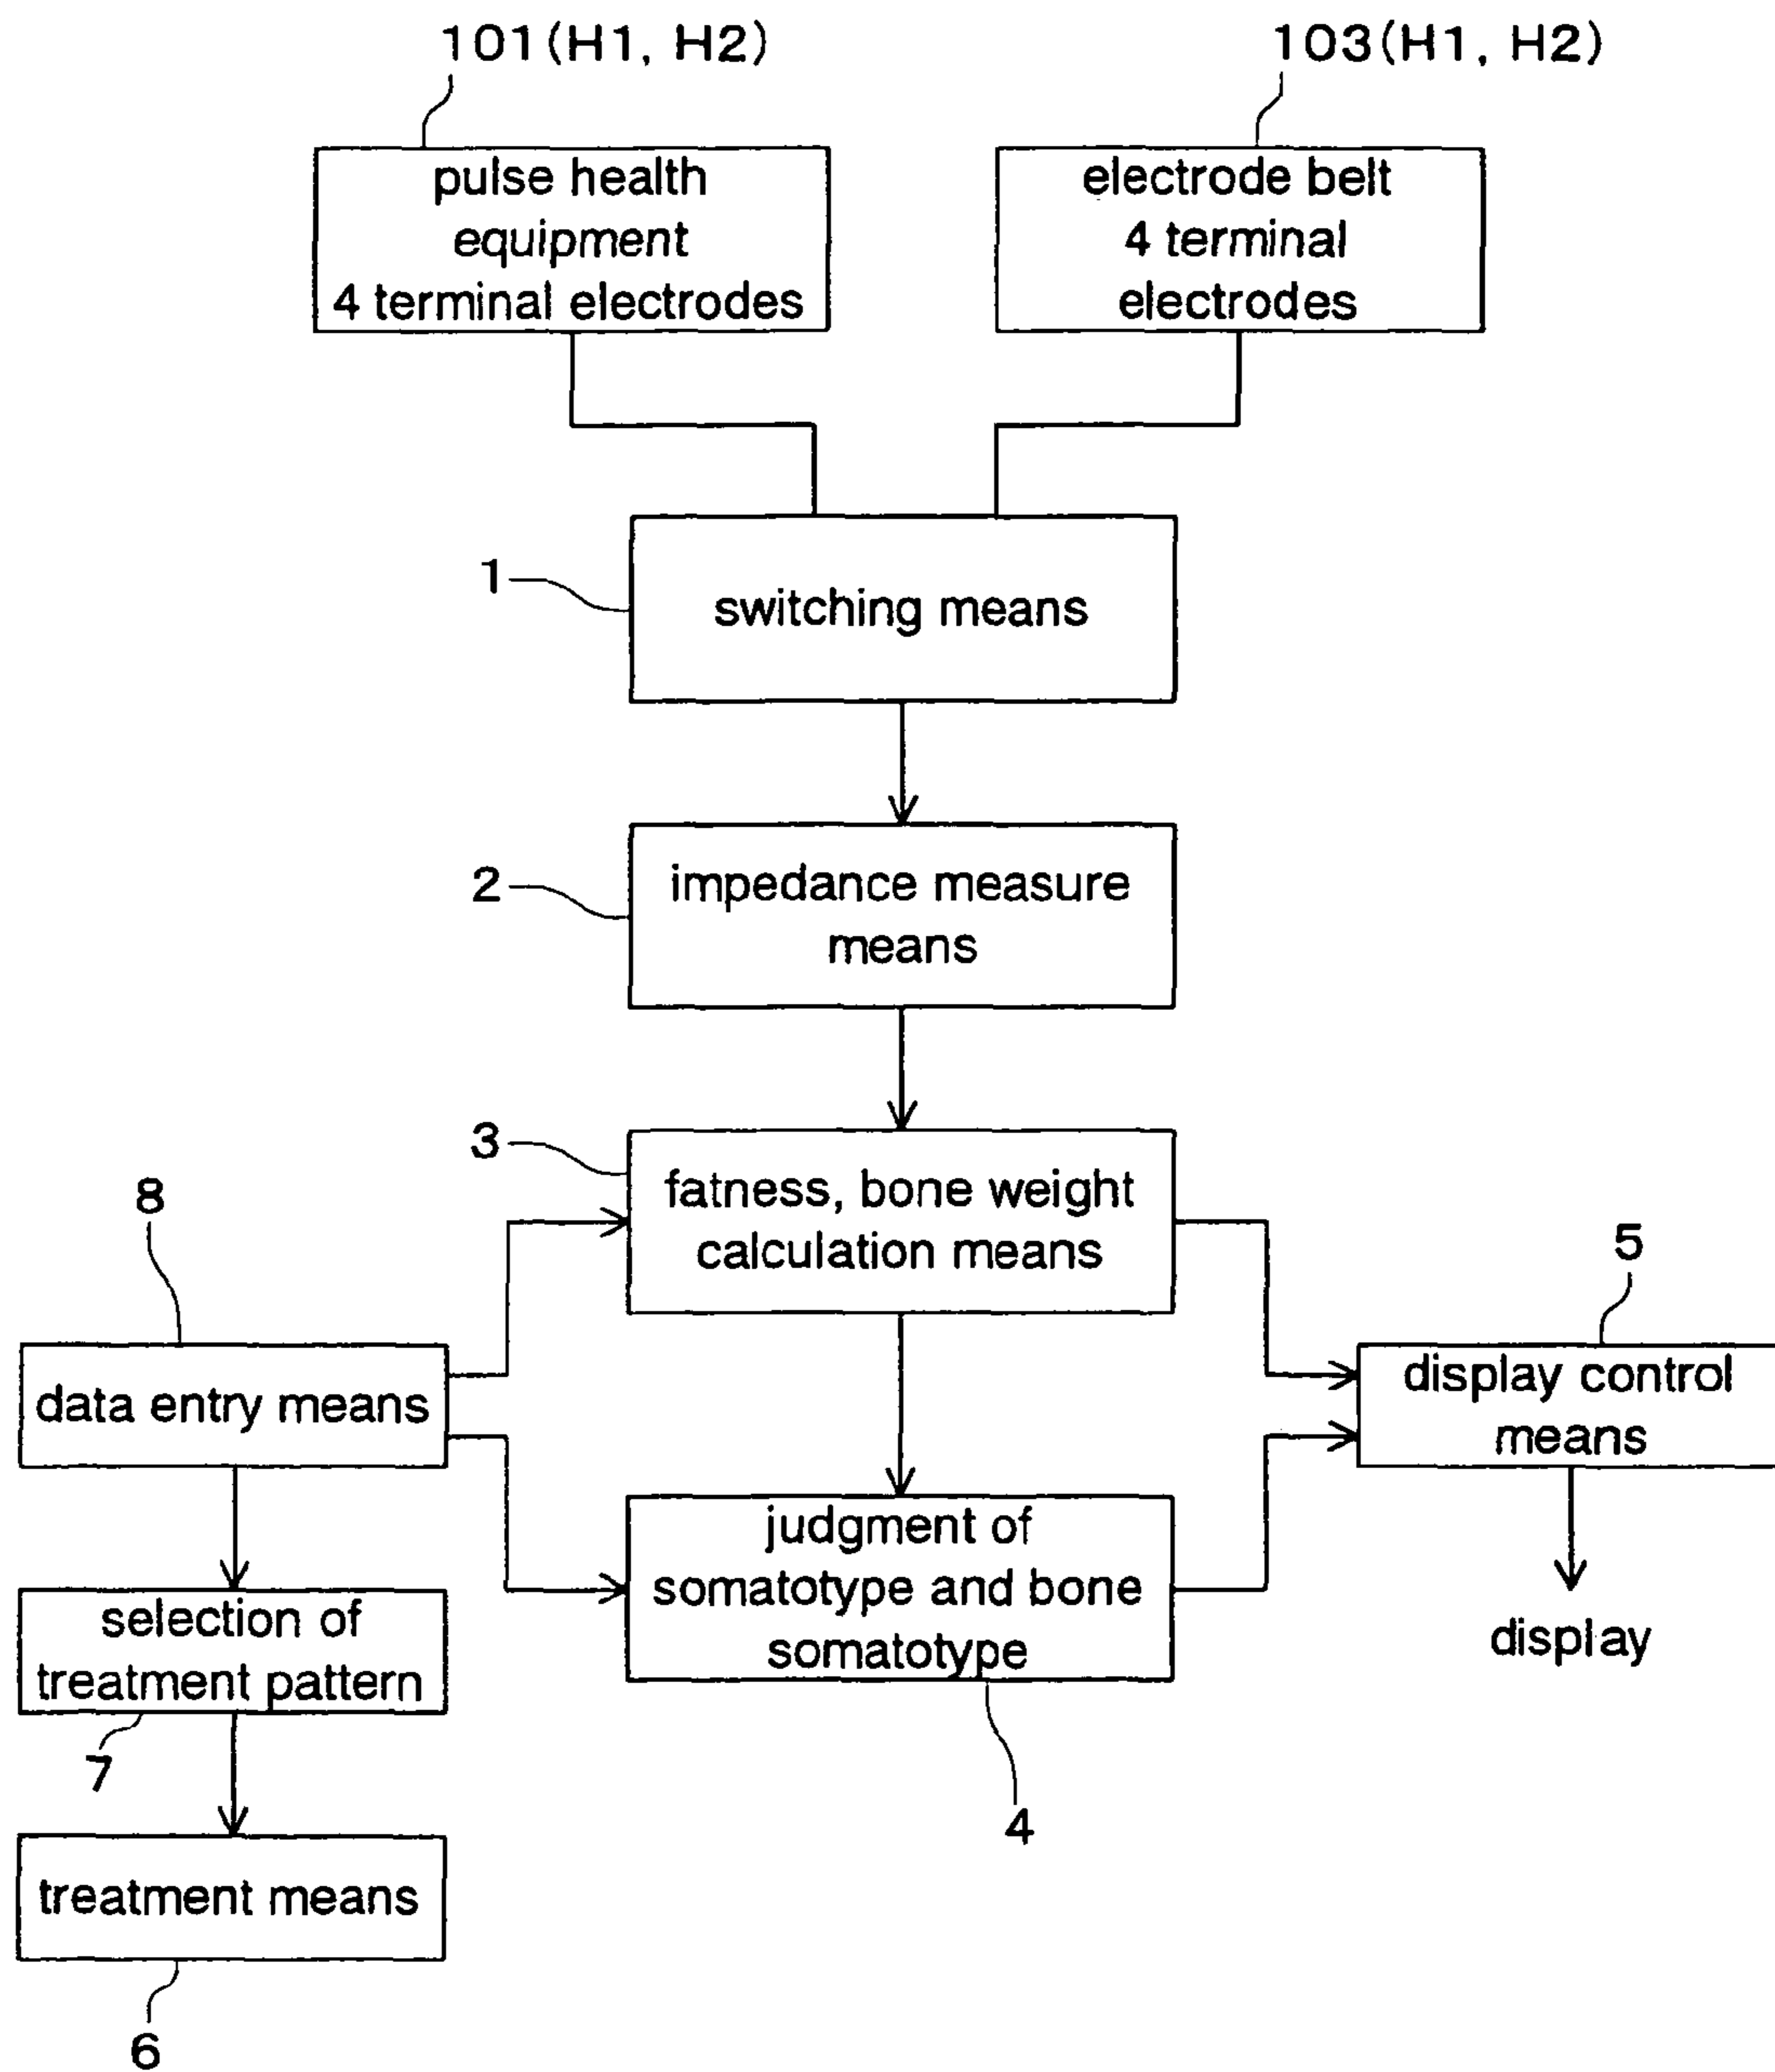 101(H1, H2)
103(H1, H2)
pulse health
equipment
4 terminal electrodes
electrode belt
4 terminal
electrodes
1
switching means
2
impedance measure
means
3
fatness, bone weight
calculation means
8
data entry means
5
display control
means
judgment of
somatotype and bone
somatotype
4
display
selection of
treatment pattern
7
treatment means
6